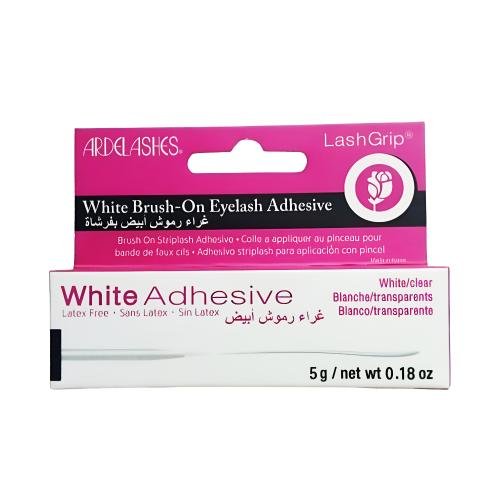 ARDELASHES®
LashGrip®
White Brush-On Eyelash Adhesive
غراء رموش أبيض بفرشاة
Brush On Striplash Adhesive • Colle a appliquer au pinceau pour
bande de faux cils • Adhesivo striplash para aplicación con pincel
White Adhesive
Latex Free • Sans Latex • Sin Latex
غراء رموش أبيض
White/clear
Blanche/transparents
Blanco/transparente
5 g / net wt 0.18 oz